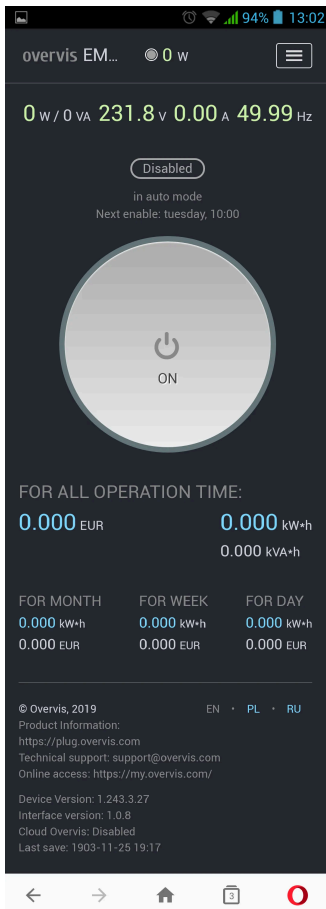 94% 13:02
overvis EM... 0 W
0 W / 0 VA 231.8 V 0.00 A 49.99 Hz
Disabled
in auto mode
Next enable: tuesday, 10:00
ON
FOR ALL OPERATION TIME:
0.000 EUR 0.000 kW*h
0.000 kVA*h
FOR MONTH FOR WEEK FOR DAY
0.000 kW*h 0.000 kW*h 0.000 kW*h
0.000 EUR 0.000 EUR 0.000 EUR
© Overvis, 2019 EN • PL • RU
Product Information:
https://plug.overvis.com
Technical support: support@overvis.com
Online access: https://my.overvis.com/
Device Version: 1.243.3.27
Interface version: 1.0.8
Cloud Overvis: Disabled
Last save: 1903-11-25 19:17
3